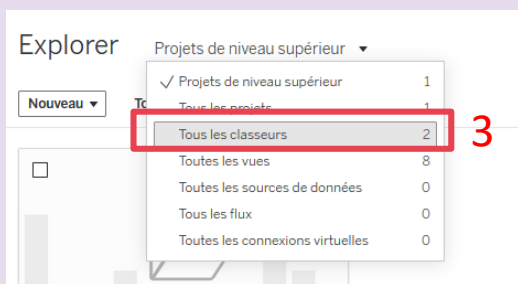 Explorer Projets de niveau supérieur
Projets de niveau supérieur 1
Nouveau To
Tous les projets 1
Tous les classeurs 2
3
Toutes les vues 8
Toutes les sources de données 0
Tous les flux 0
Toutes les connexions virtuelles 0